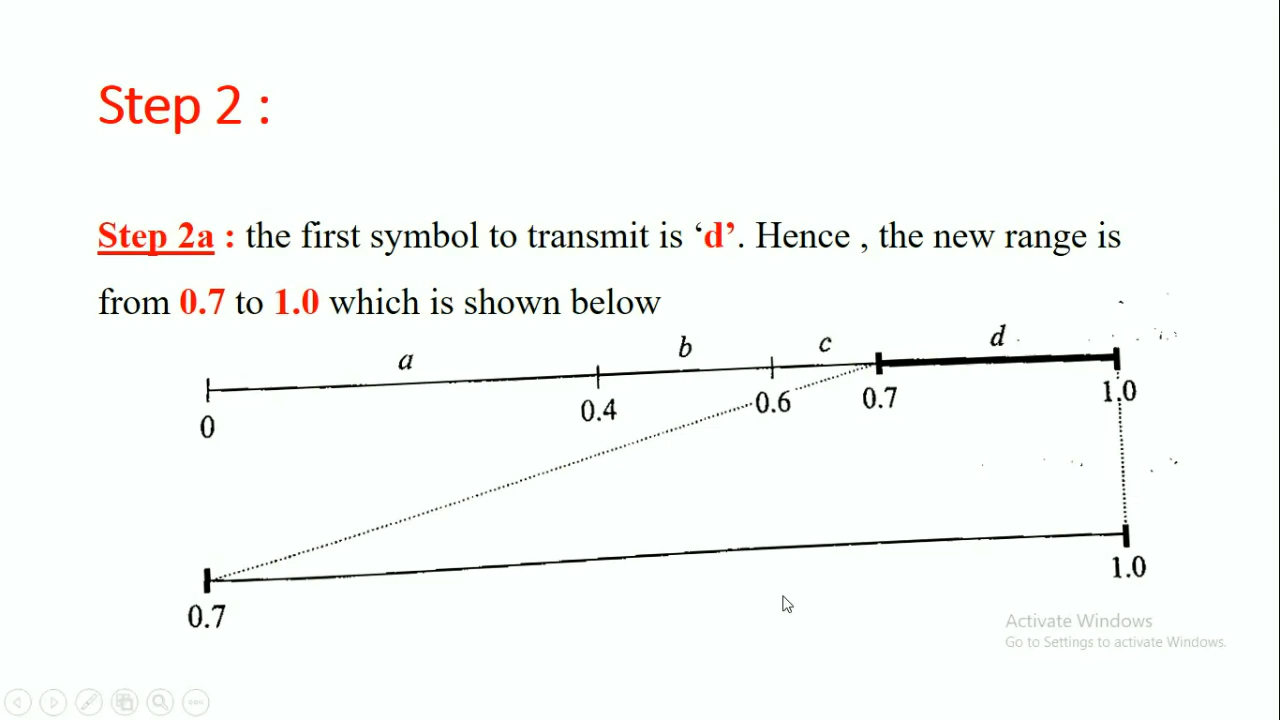 Step 2 :
Step 2a : the first symbol to transmit is ‘d’. Hence , the new range is
from 0.7 to 1.0 which is shown below
a b c d
0 0.4 0.6 0.7 1.0
0.7 1.0
Activate Windows
Go to Settings to activate Windows.